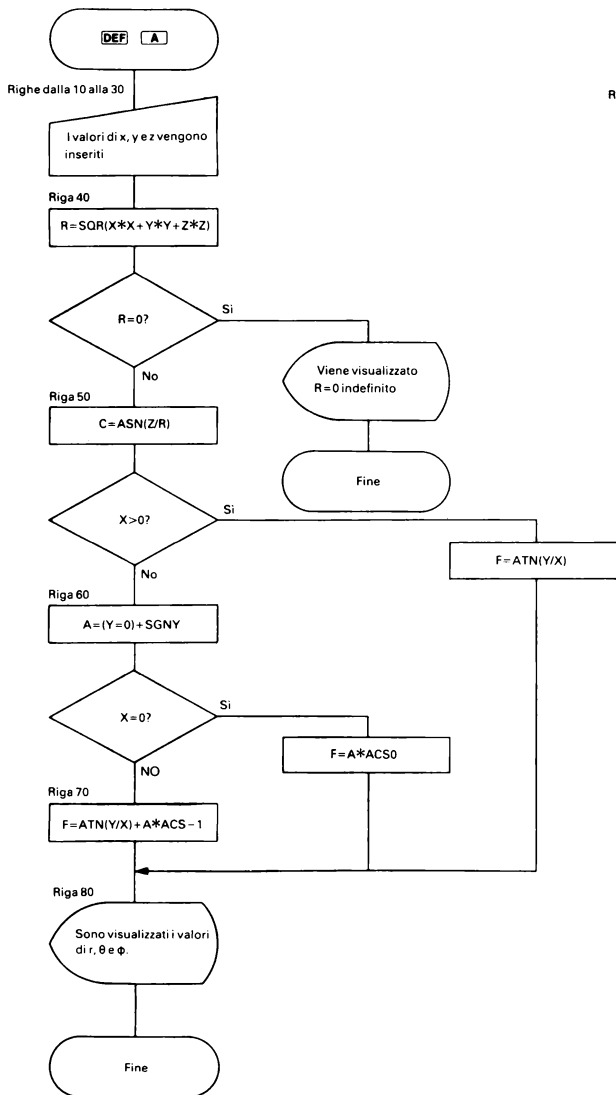 DEF A
Righe dalla 10 alla 30
R
I valori di x, y e z vengono
inseriti
Riga 40
R=SQR(X*X+Y*Y+Z*Z)
R=0?
Si
No
Viene visualizzato
R=0 indefinito
Riga 50
C=ASN(Z/R)
Fine
X>0?
Si
No
F=ATN(Y/X)
Riga 60
A=(Y=0)+SGNY
X=0?
Si
NO
F=A*ACS0
Riga 70
F=ATN(Y/X)+A*ACS-1
Riga 80
Sono visualizzati i valori
di r, θ e φ.
Fine